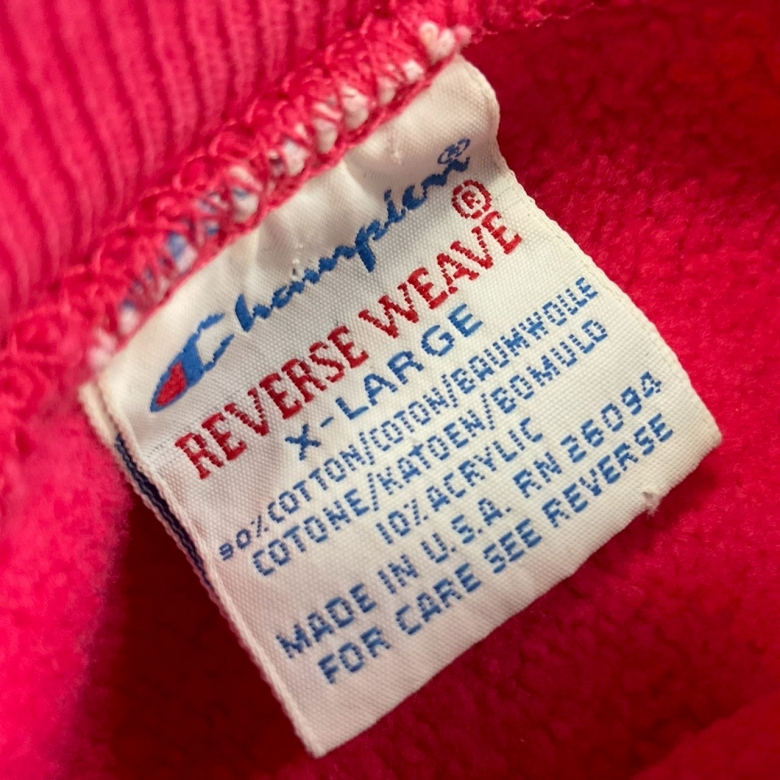 Champion®
REVERSE WEAVE®
X-LARGE
90% COTTON/COTON/BAUMWOLLE
COTONE/KATOEN/BOMULD
10% ACRYLIC
MADE IN U.S.A. RN 26094
FOR CARE SEE REVERSE